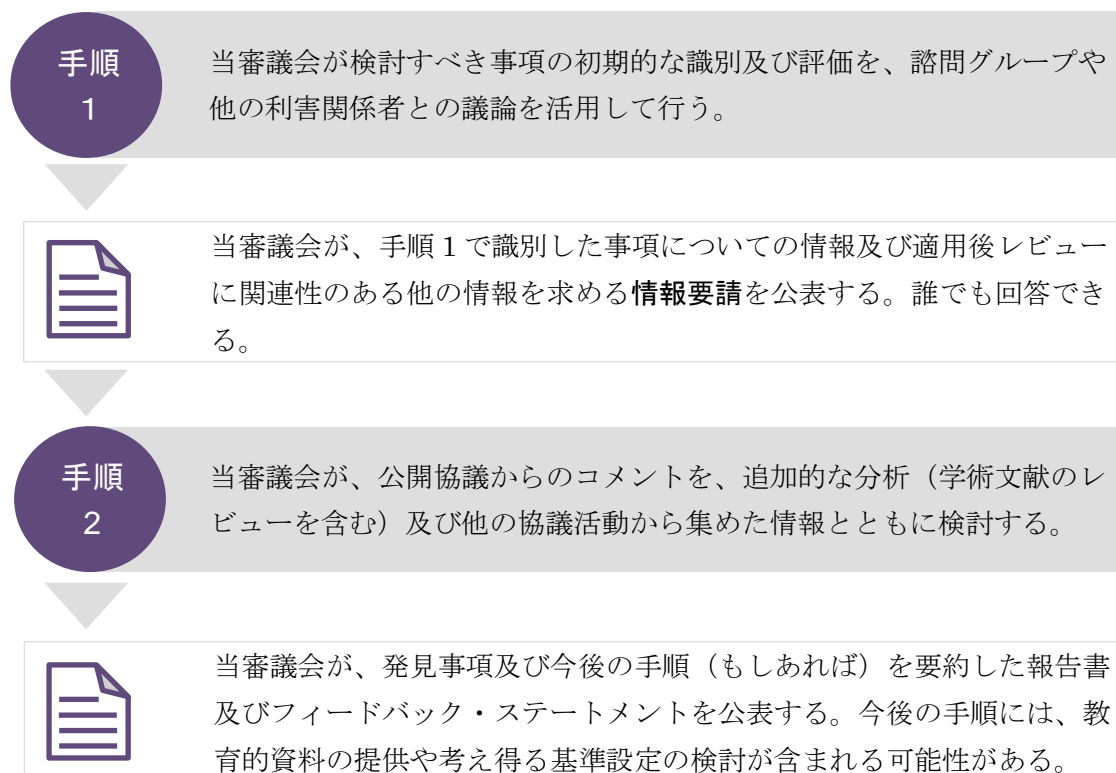 手順
1
当審議会が検討すべき事項の初期的な識別及び評価を、諮問グループや
他の利害関係者との議論を活用して行う。
当審議会が、手順1で識別した事項についての情報及び適用後レビュー
に関連性のある他の情報を求める情報要請を公表する。誰でも回答でき
る。
手順
2
当審議会が、公開協議からのコメントを、追加的な分析（学術文献のレ
ビューを含む）及び他の協議活動から集めた情報とともに検討する。
当審議会が、発見事項及び今後の手順（もしあれば）を要約した報告書
及びフィードバック・ステートメントを公表する。今後の手順には、教
育的資料の提供や考え得る基準設定の検討が含まれる可能性がある。